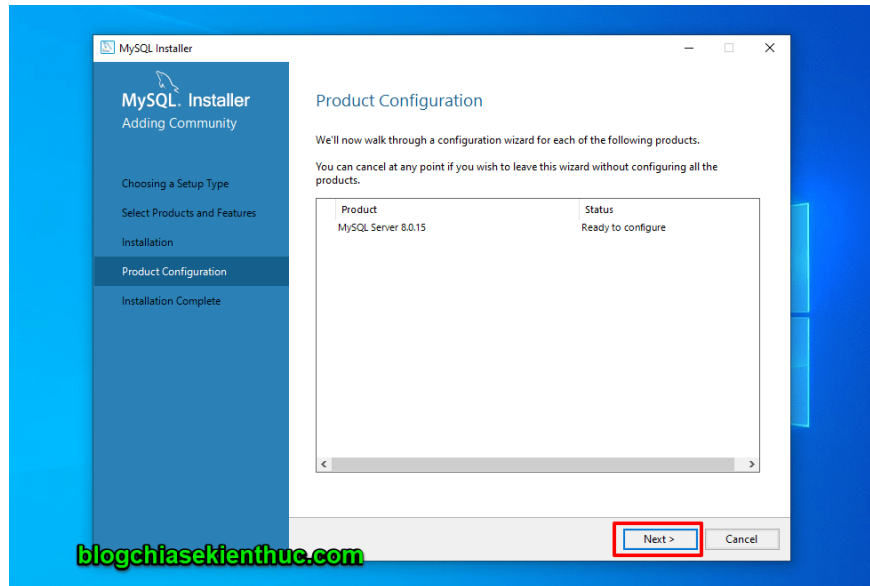 MySQL Installer
MySQL. Installer
Adding Community
Choosing a Setup Type
Select Products and Features
Installation
Product Configuration
Installation Complete
Product Configuration
We'll now walk through a configuration wizard for each of the following products.
You can cancel at any point if you wish to leave this wizard without configuring all the
products.
Product Status
MySQL Server 8.0.15 Ready to configure
Next > Cancel
blogchiasekienthuc.com